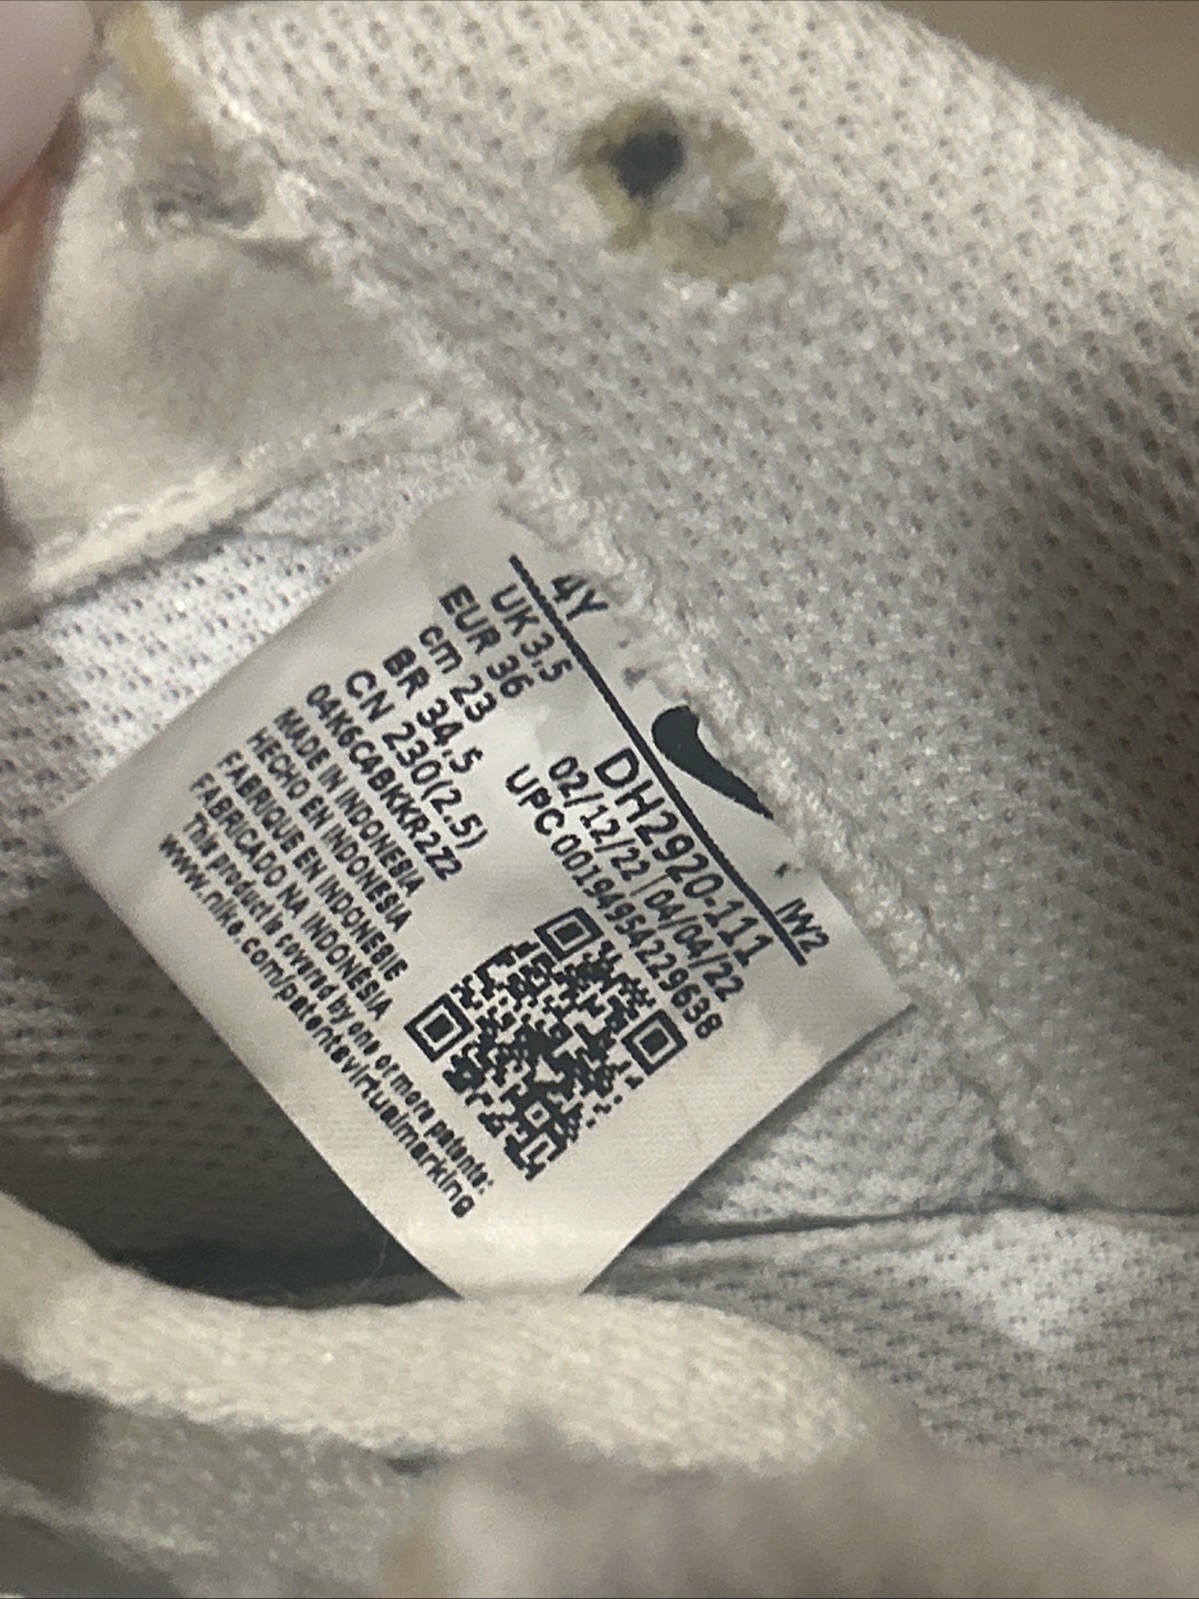 4Y
IW2
UK 3.5
EUR 36
cm 23
BR 34.5
CN 230(2.5)
DH2920-111
02/12/22 | 04/04/22
UPC 00194954229638
04K6C4BKKR2Z2
MADE IN INDONESIA
HECHO EN INDONESIA
FABRIQUE EN INDONESIE
FABRICADO NA INDONÉSIA
This product is covered by one or more patents:
www.nike.com/patentsvirtualmarking